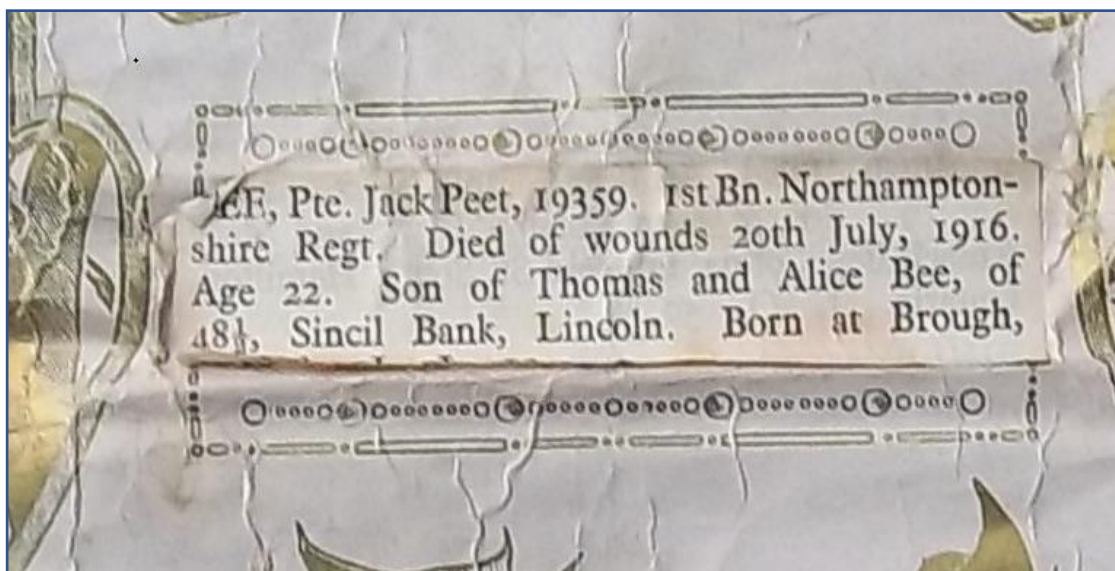 EE, Pte. Jack Peet, 19359. 1st Bn. Northampton-
shire Regt. Died of wounds 20th July, 1916.
Age 22. Son of Thomas and Alice Bee, of
48½, Sincil Bank, Lincoln. Born at Brough,